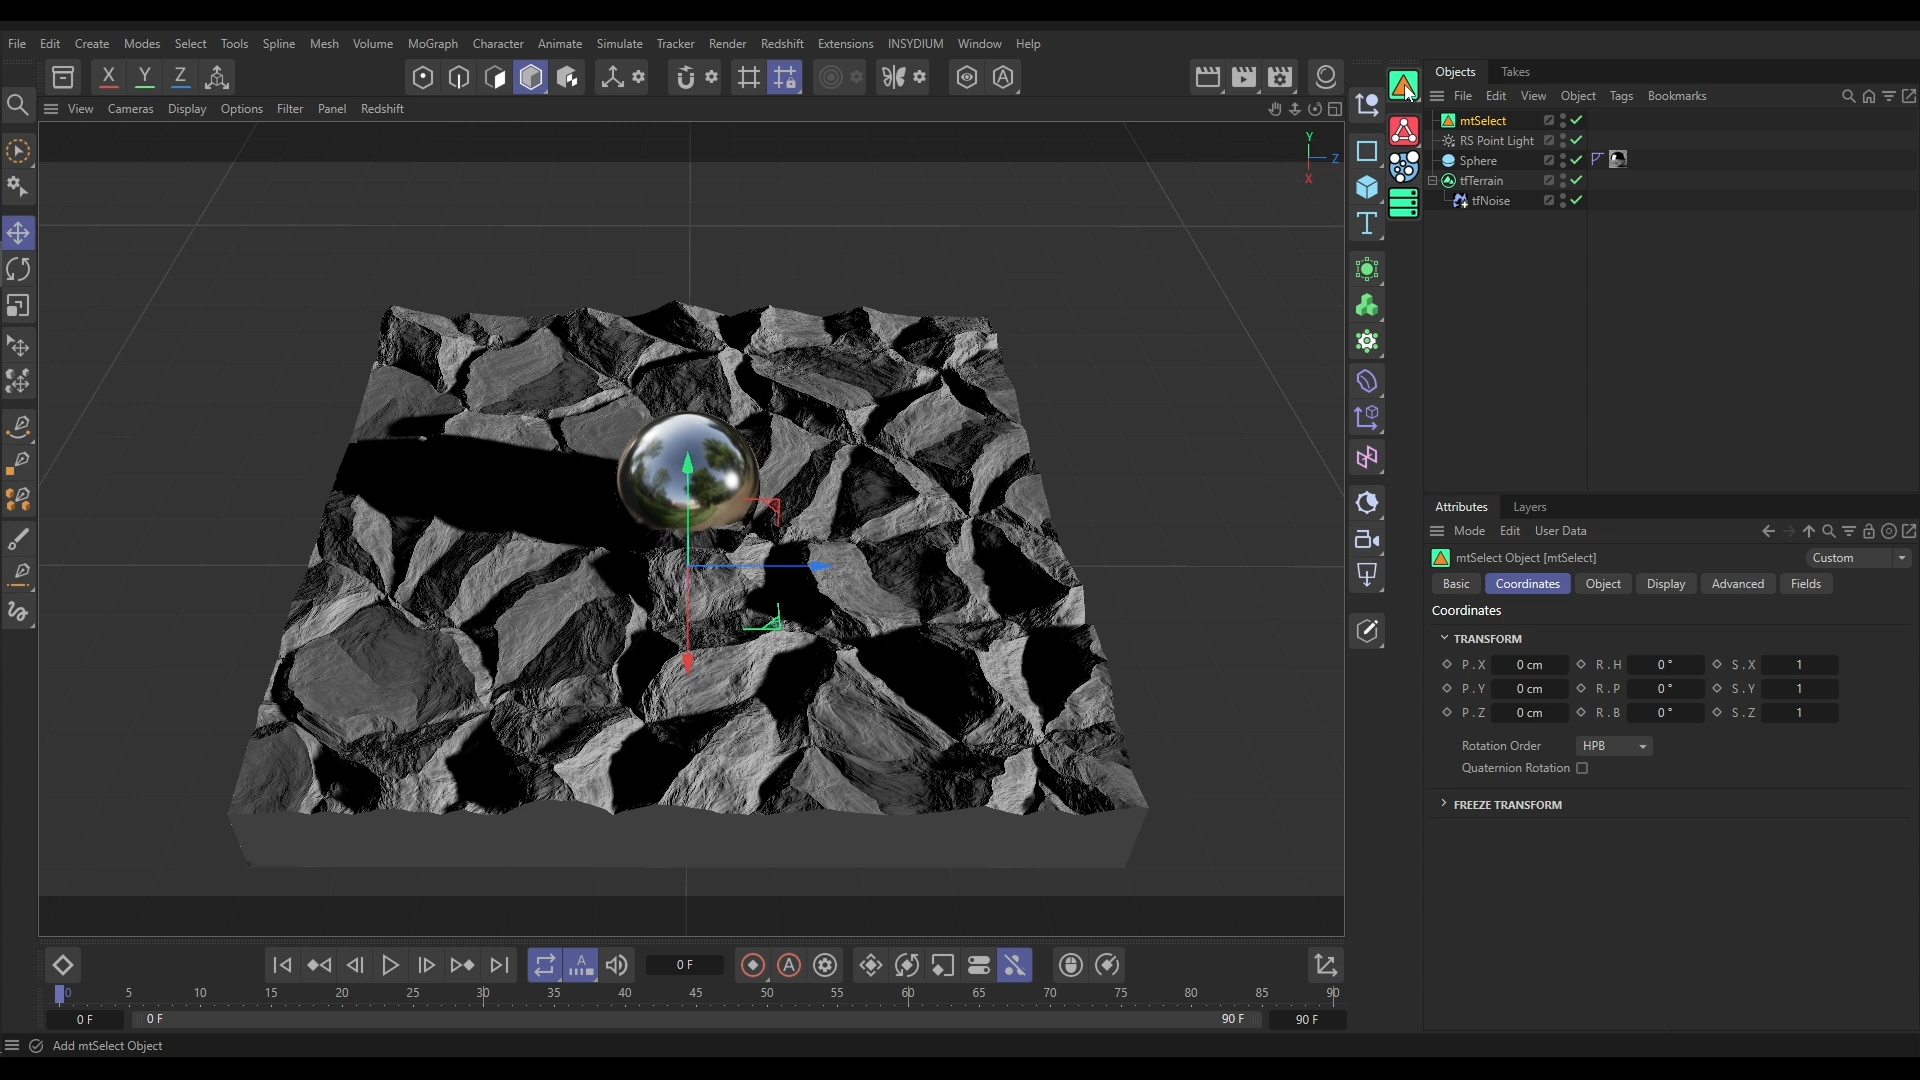 File Edit Create Modes Select Tools Spline Mesh Volume MoGraph Character Animate Simulate Tracker Render Redshift Extensions INSYDIUM Window Help
X Y Z
View Cameras Display Options Filter Panel Redshift
Y
Z
X
Objects Takes
File Edit View Object Tags Bookmarks
mtSelect
RS Point Light
Sphere
tfTerrain
tfNoise
Attributes Layers
Mode Edit User Data
mtSelect Object [mtSelect] Custom
Basic Coordinates Object Display Advanced Fields
Coordinates
TRANSFORM
P . X 0 cm R . H 0 ° S . X 1
P . Y 0 cm R . P 0 ° S . Y 1
P . Z 0 cm R . B 0 ° S . Z 1
Rotation Order HPB
Quaternion Rotation
FREEZE TRANSFORM
0 F
0 5 10 15 20 25 30 35 40 45 50 55 60 65 70 75 80 85 90
0 F 0 F 90 F 90 F
Add mtSelect Object